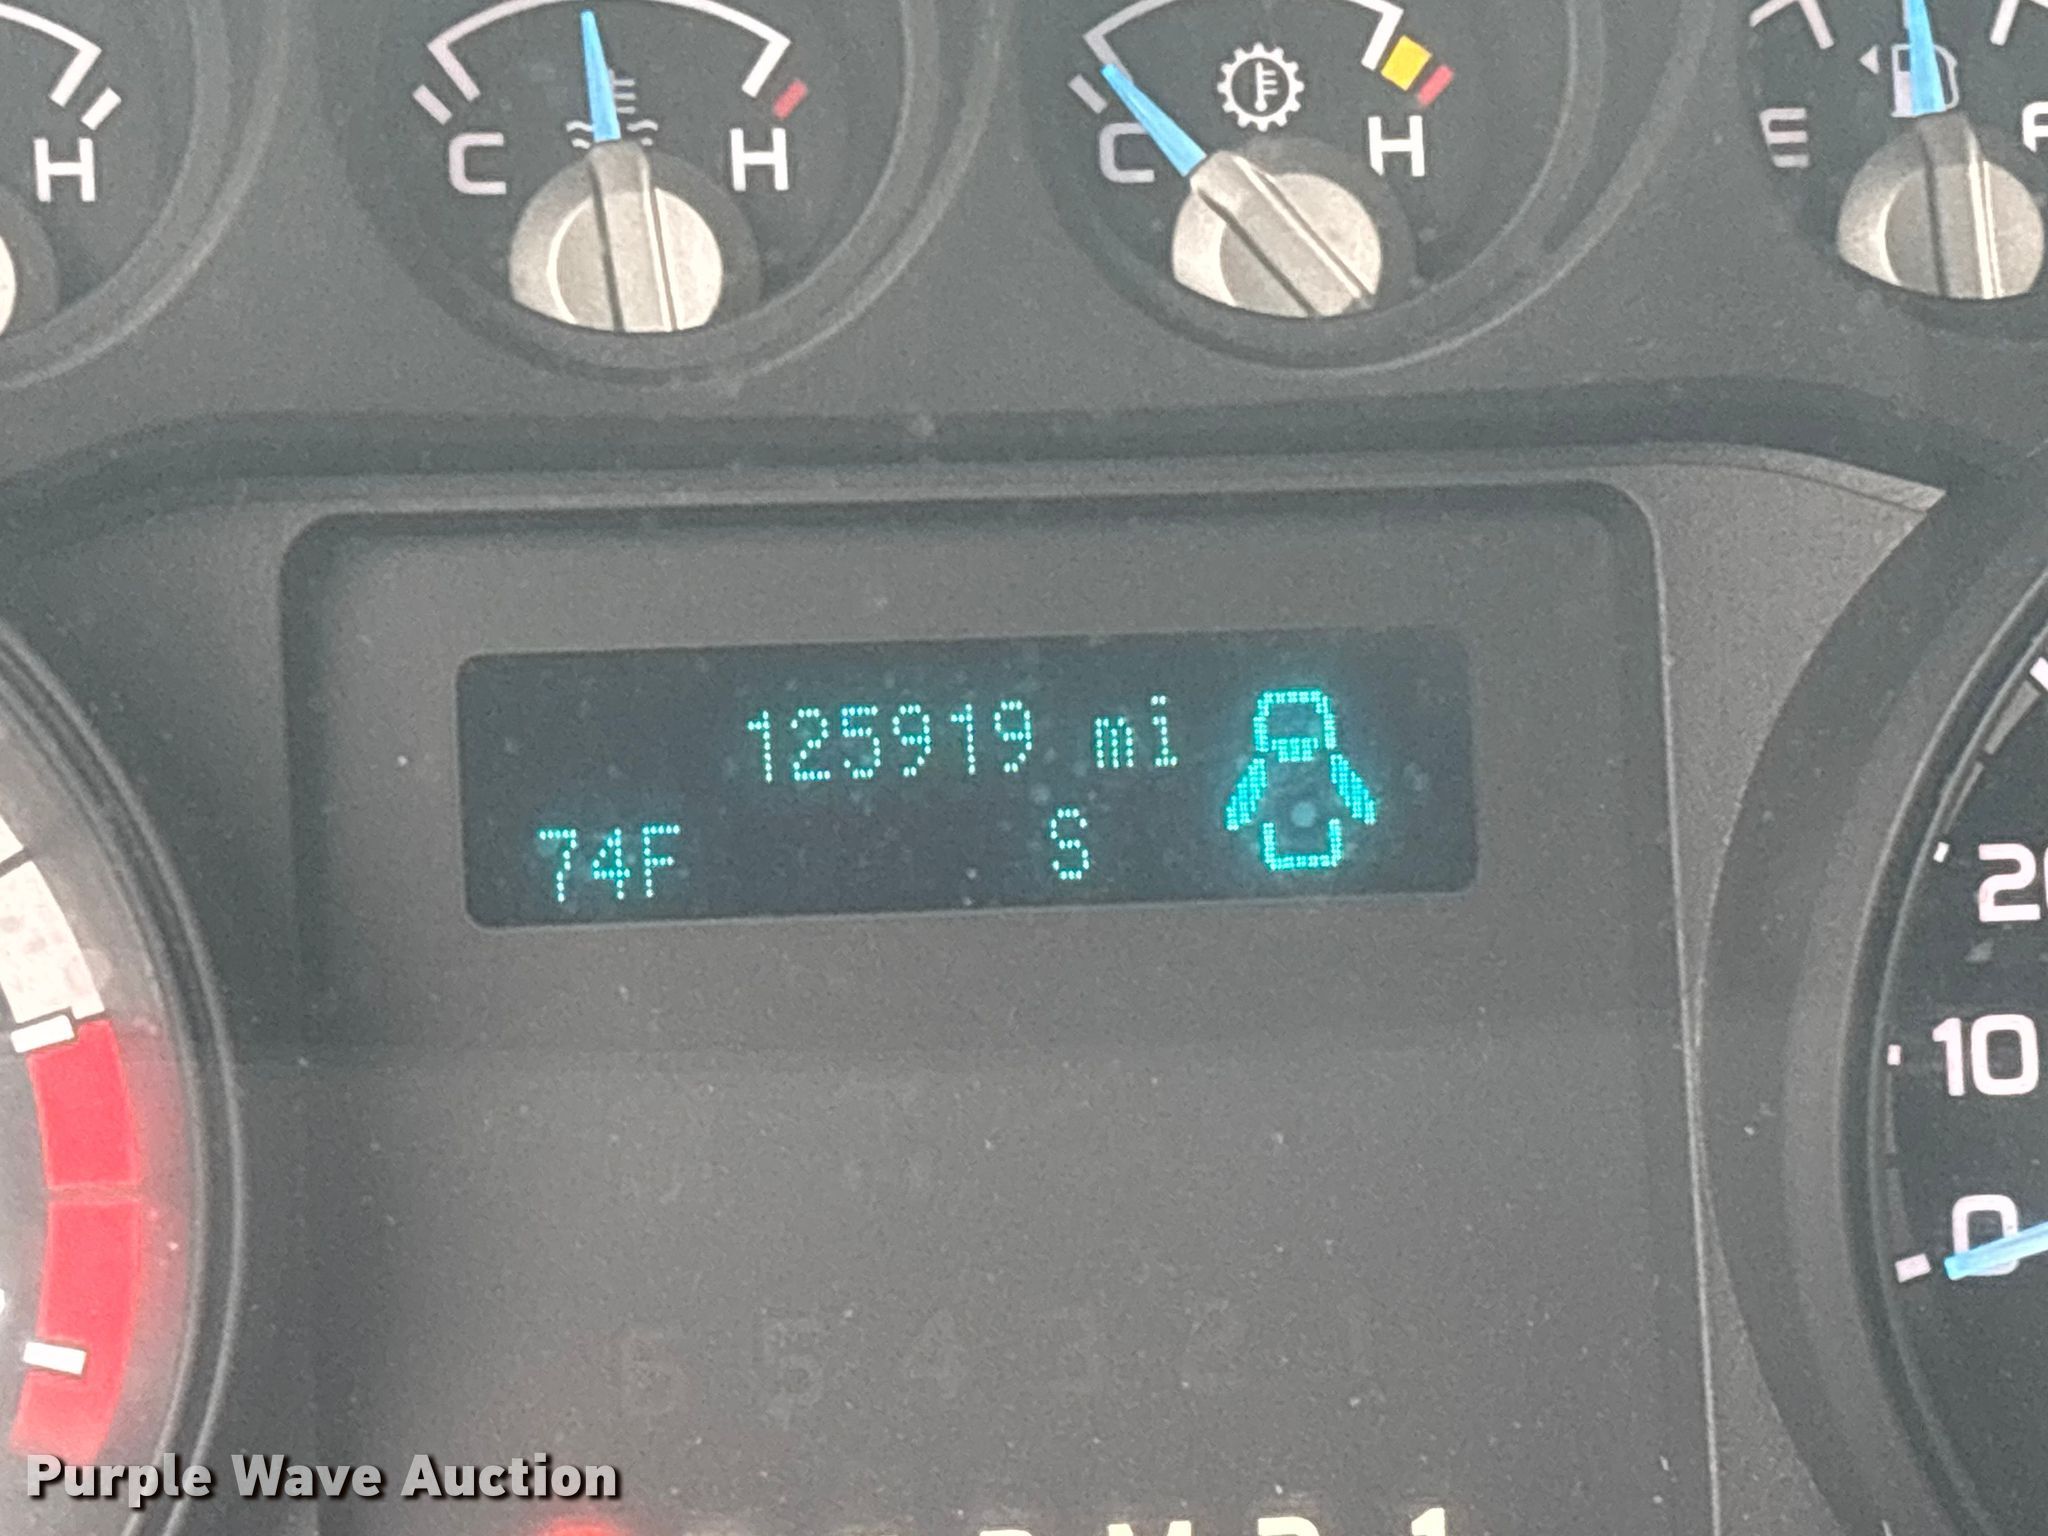 H
C H
C H
E
125919 mi
74F S
20
10
0
Purple Wave Auction